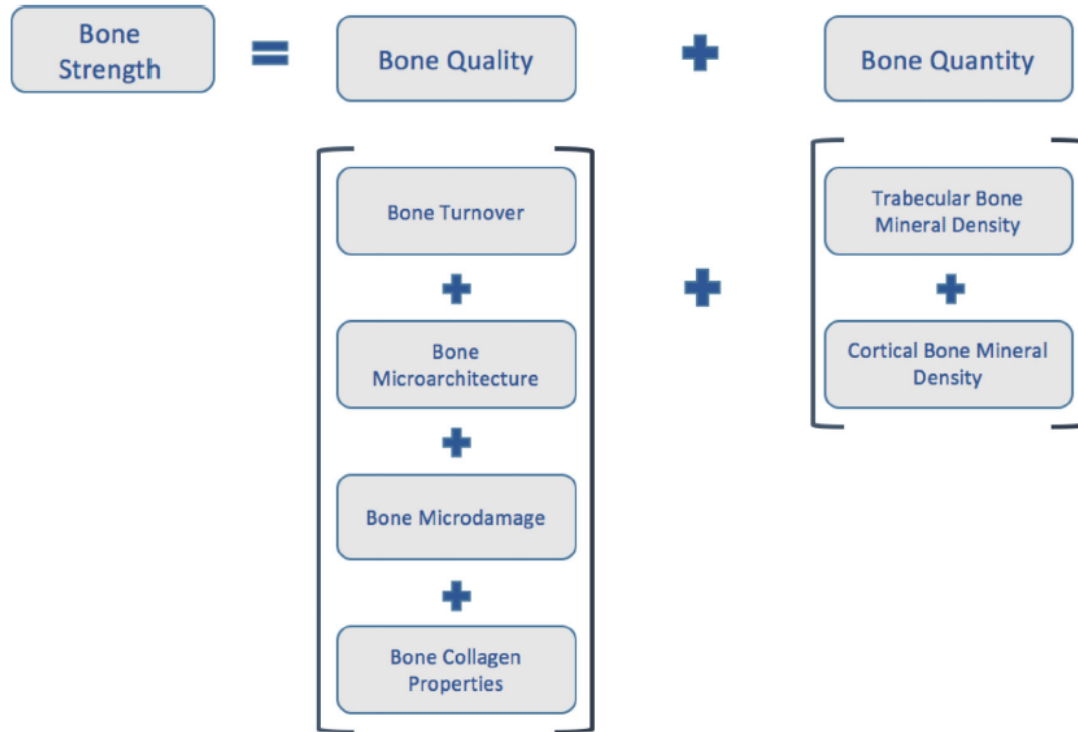 Bone
Strength
=
Bone Quality
+
Bone Quantity
Bone Turnover
+
Bone
Microarchitecture
+
Bone Microdamage
+
Bone Collagen
Properties
+
Trabecular Bone
Mineral Density
+
Cortical Bone Mineral
Density